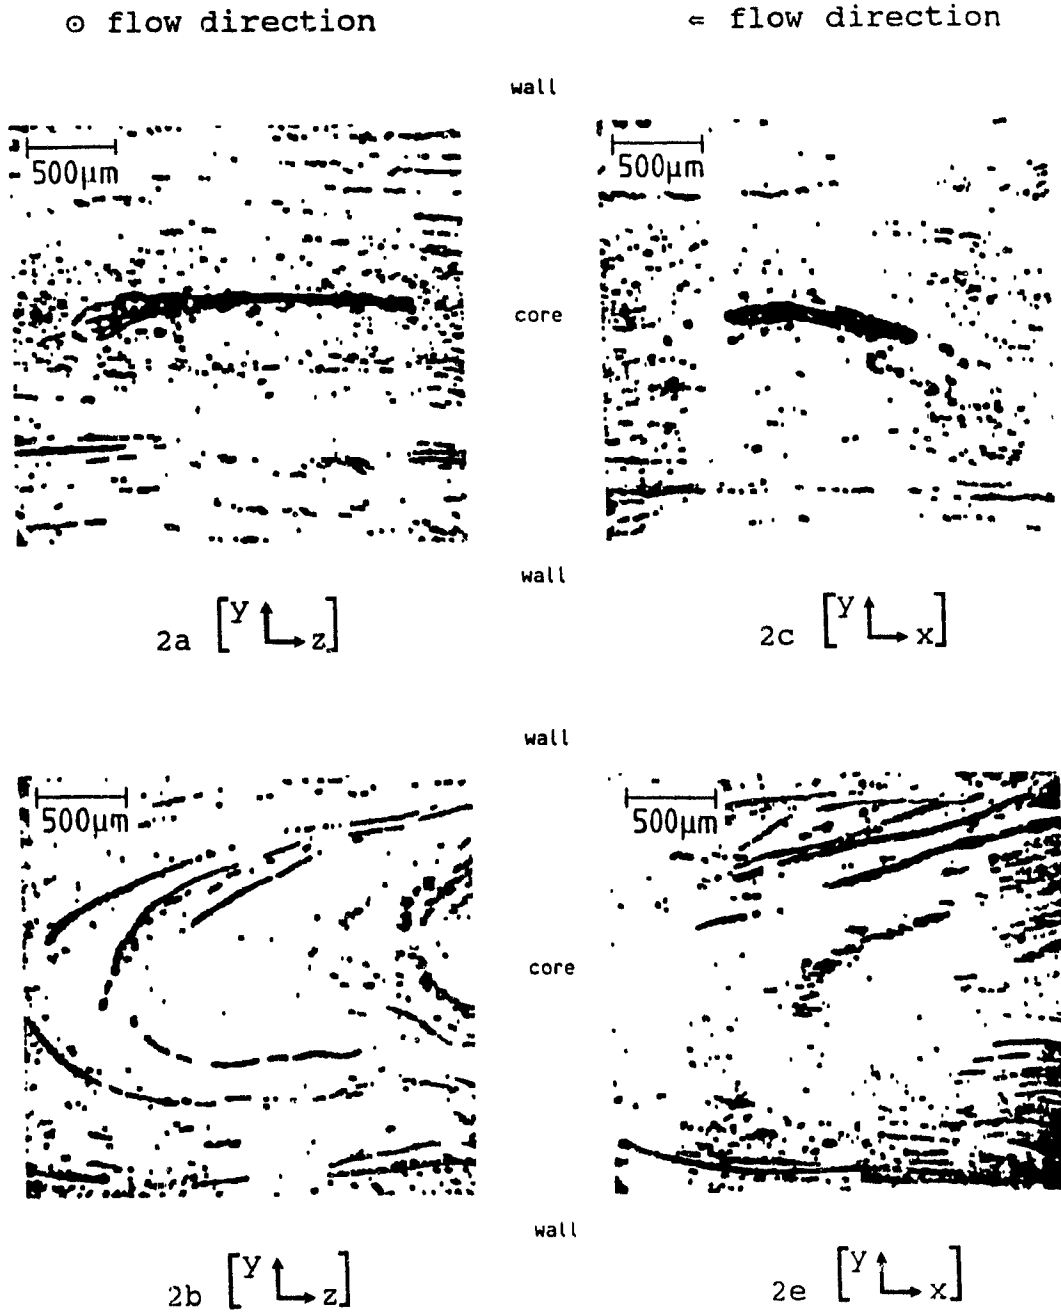 ⊙ flow direction
⇐ flow direction
wall
500µm
500µm
core
wall
2a [y z]
2c [y x]
wall
500µm
500µm
core
wall
2b [y z]
2e [y x]